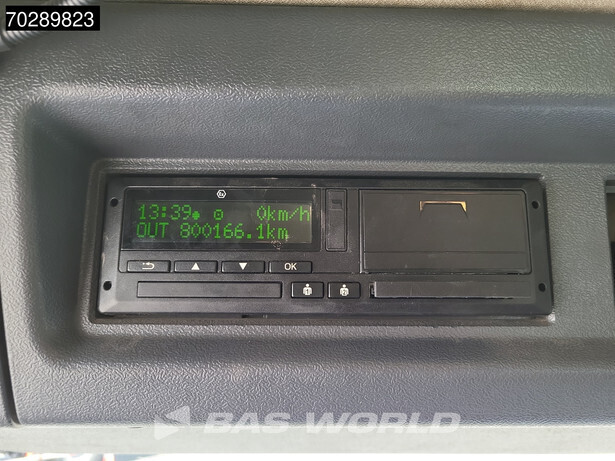 70289823
13:39 0km/h
OUT 800166.1km
OK
BAS WORLD